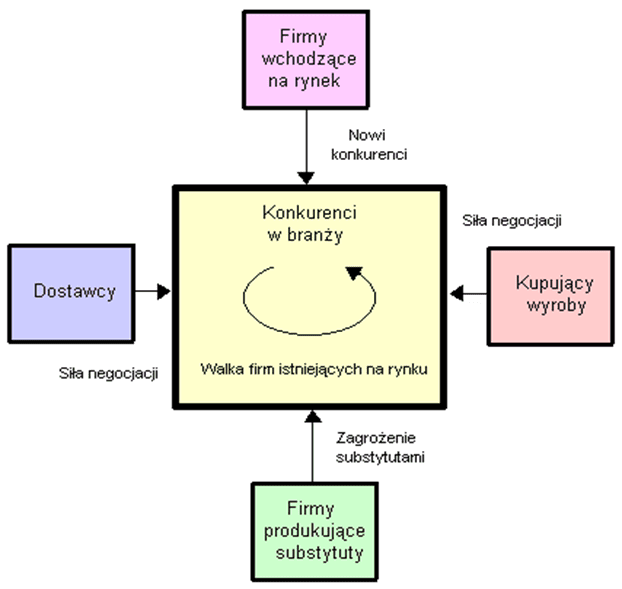 Firmy
wchodzące
na rynek
Nowi
konkurenci
Konkurenci
w branży
Siła negocjacji
Dostawcy
Kupujący
wyroby
Siła negocjacji
Walka firm istniejących na rynku
Zagrożenie
substytutami
Firmy
produkujące
substytuty